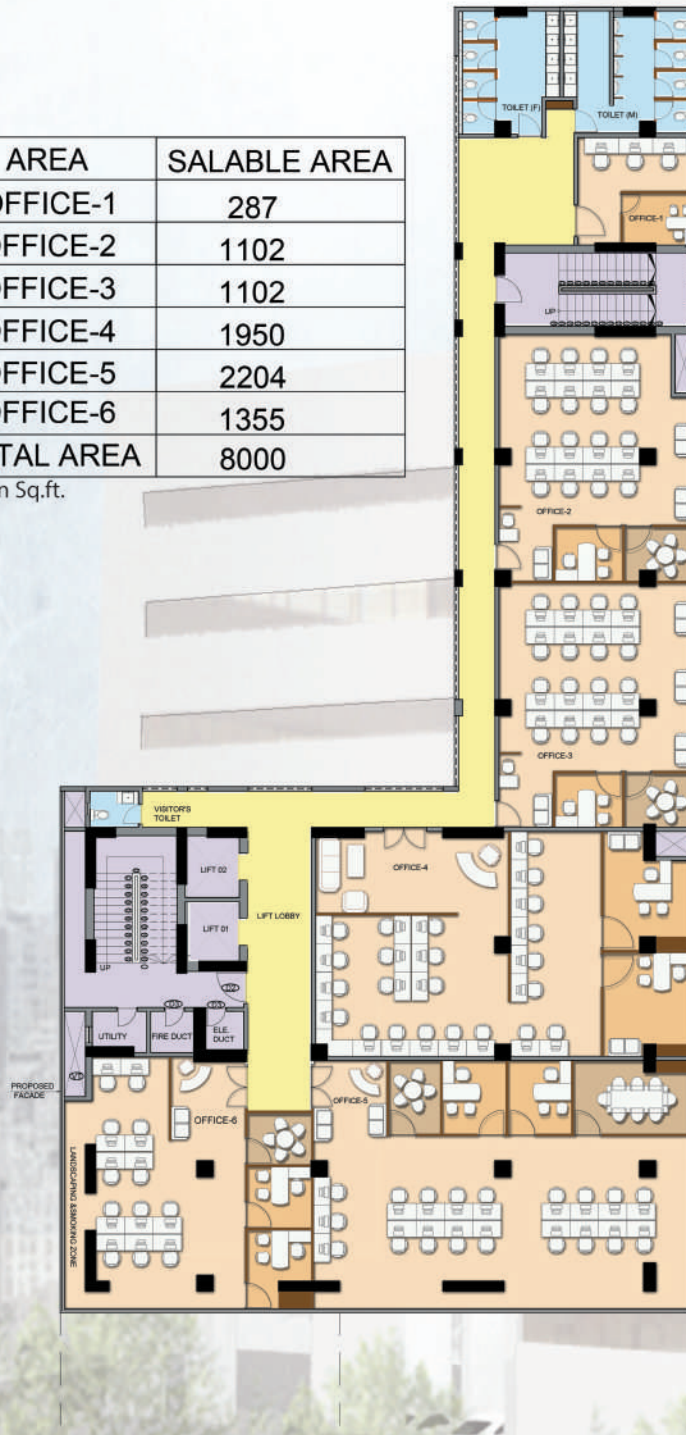 AREA SALABLE AREA
OFFICE-1 287
OFFICE-2 1102
OFFICE-3 1102
OFFICE-4 1950
OFFICE-5 2204
OFFICE-6 1355
TAL AREA 8000
n Sq.ft.
TOILET (F)
TOILET (M)
OFFICE-1
UP
OFFICE-2
OFFICE-3
VISITOR'S
TOILET
LIFT 02
OFFICE-4
LIFT 01
LIFT LOBBY
UP
UTILITY
FIRE DUCT
ELE.
DUCT
PROPOSED
FACADE
OFFICE-6
OFFICE-5
LANDSCAPING &SMOKING ZONE